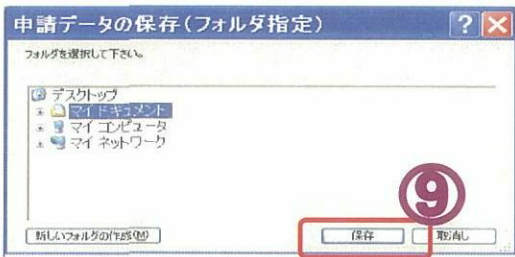 申請データの保存(フォルダ指定)
フォルダを選択して下さい。
デスクトップ
マイ ドキュメント
マイ コンピュータ
マイ ネットワーク
⑨
新しいフォルダの作成(M) 保存 取消し